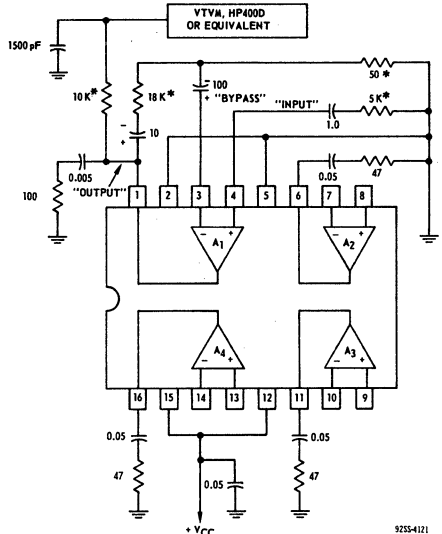 VTVM, HP400D
OR EQUIVALENT
1500 pF
10 K*
18 K*
100
"BYPASS"
50 *
"INPUT"
5 K*
1.0
10
0.005
"OUTPUT"
100
0.05
47
1
2
3
4
5
6
7
8
A1
A2
A4
A3
16
15
14
13
12
11
10
9
0.05
47
0.05
0.05
47
+ VCC
92SS-4121